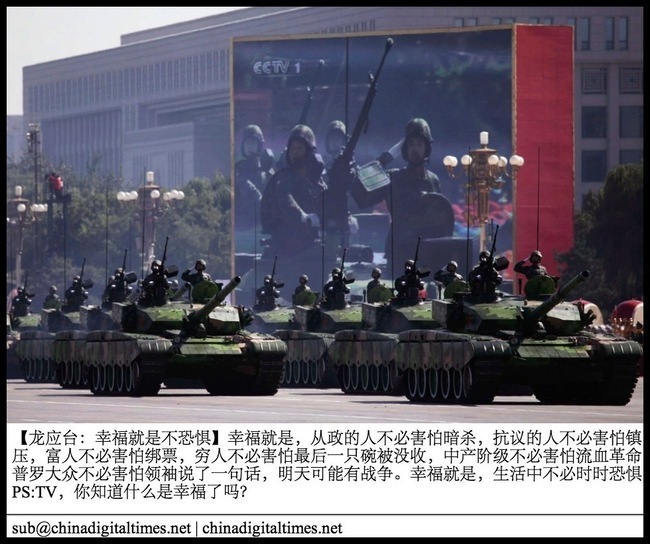 CCTV 1
【龙应台：幸福就是不恐惧】幸福就是，从政的人不必害怕暗杀，抗议的人不必害怕镇
压，富人不必害怕绑票，穷人不必害怕最后一只碗被没收，中产阶级不必害怕流血革命
普罗大众不必害怕领袖说了一句话，明天可能有战争。幸福就是，生活中不必时时恐惧
PS:TV，你知道什么是幸福了吗？
sub@chinadigitaltimes.net | chinadigitaltimes.net